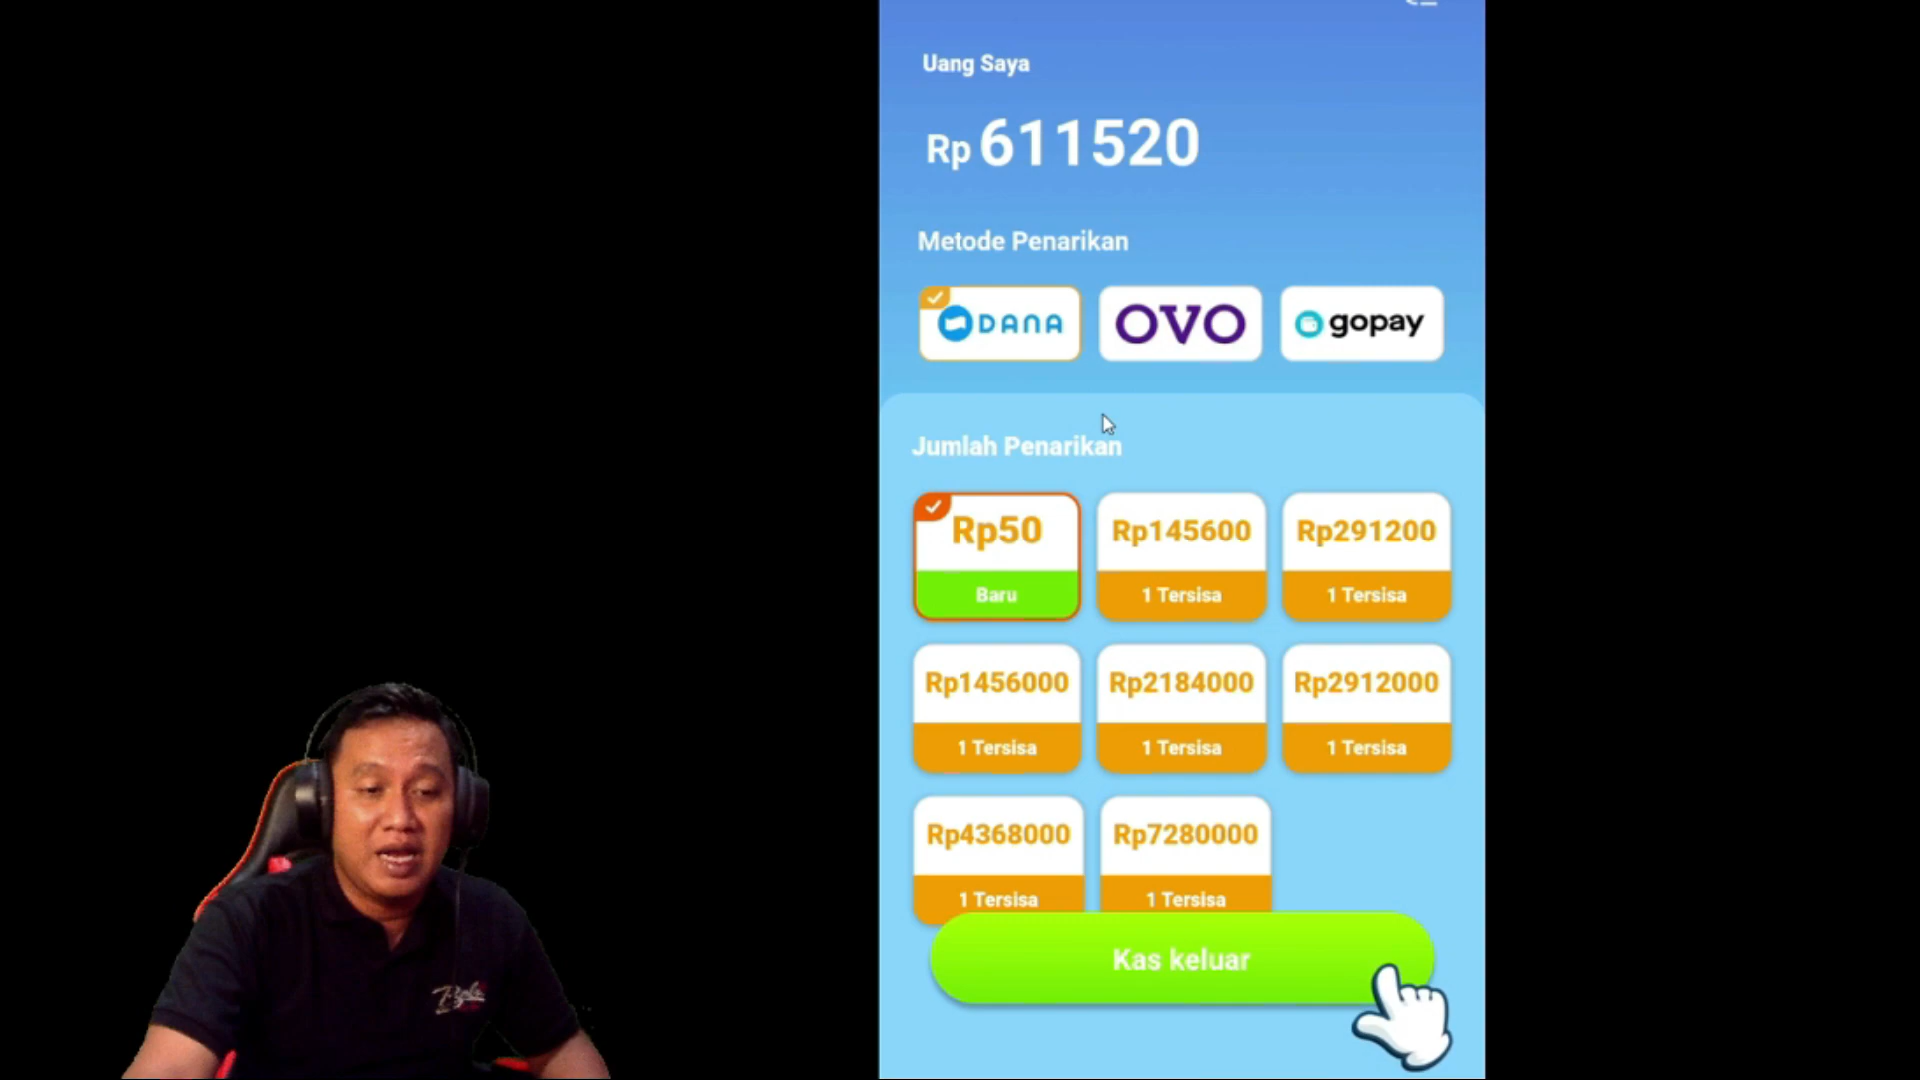 Uang Saya
Rp 611520
Metode Penarikan
DANA
OVO
gopay
Jumlah Penarikan
Rp50
Baru
Rp145600
1 Tersisa
Rp291200
1 Tersisa
Rp1456000
1 Tersisa
Rp2184000
1 Tersisa
Rp2912000
1 Tersisa
Rp4368000
1 Tersisa
Rp7280000
1 Tersisa
Kas keluar